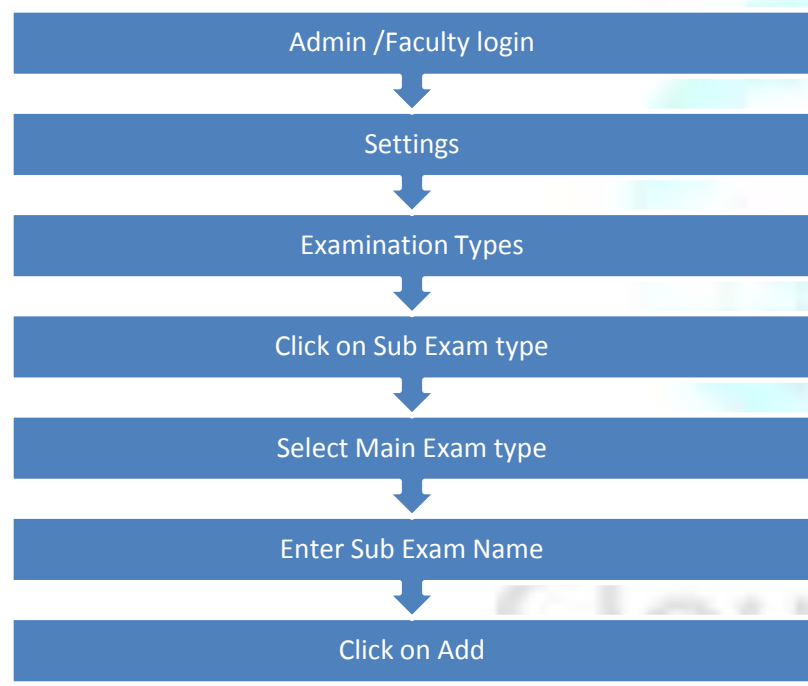 Admin /Faculty login
Settings
Examination Types
Click on Sub Exam type
Select Main Exam type
Enter Sub Exam Name
Click on Add